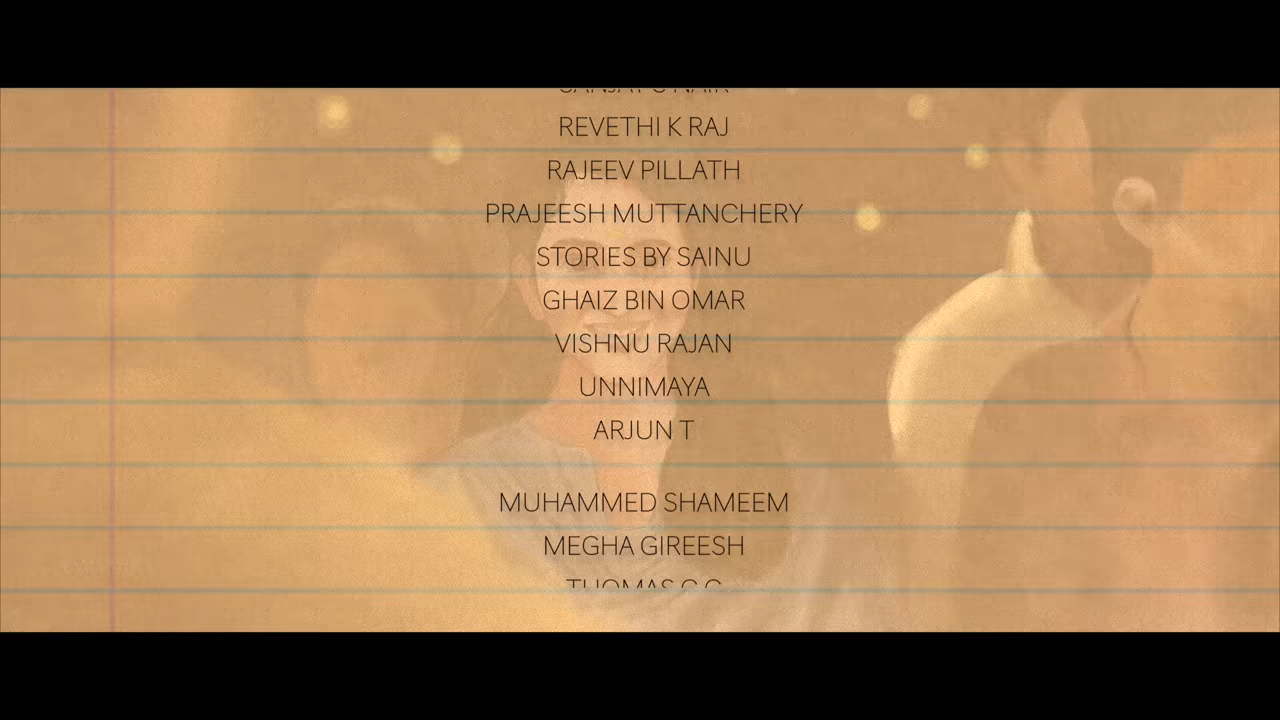 REVETHI K RAJ
RAJEEV PILLATH
PRAJEESH MUTTANCHERY
STORIES BY SAINU
GHAIZ BIN OMAR
VISHNU RAJAN
UNNIMAYA
ARJUN T
MUHAMMED SHAMEEM
MEGHA GIREESH
THOMAS